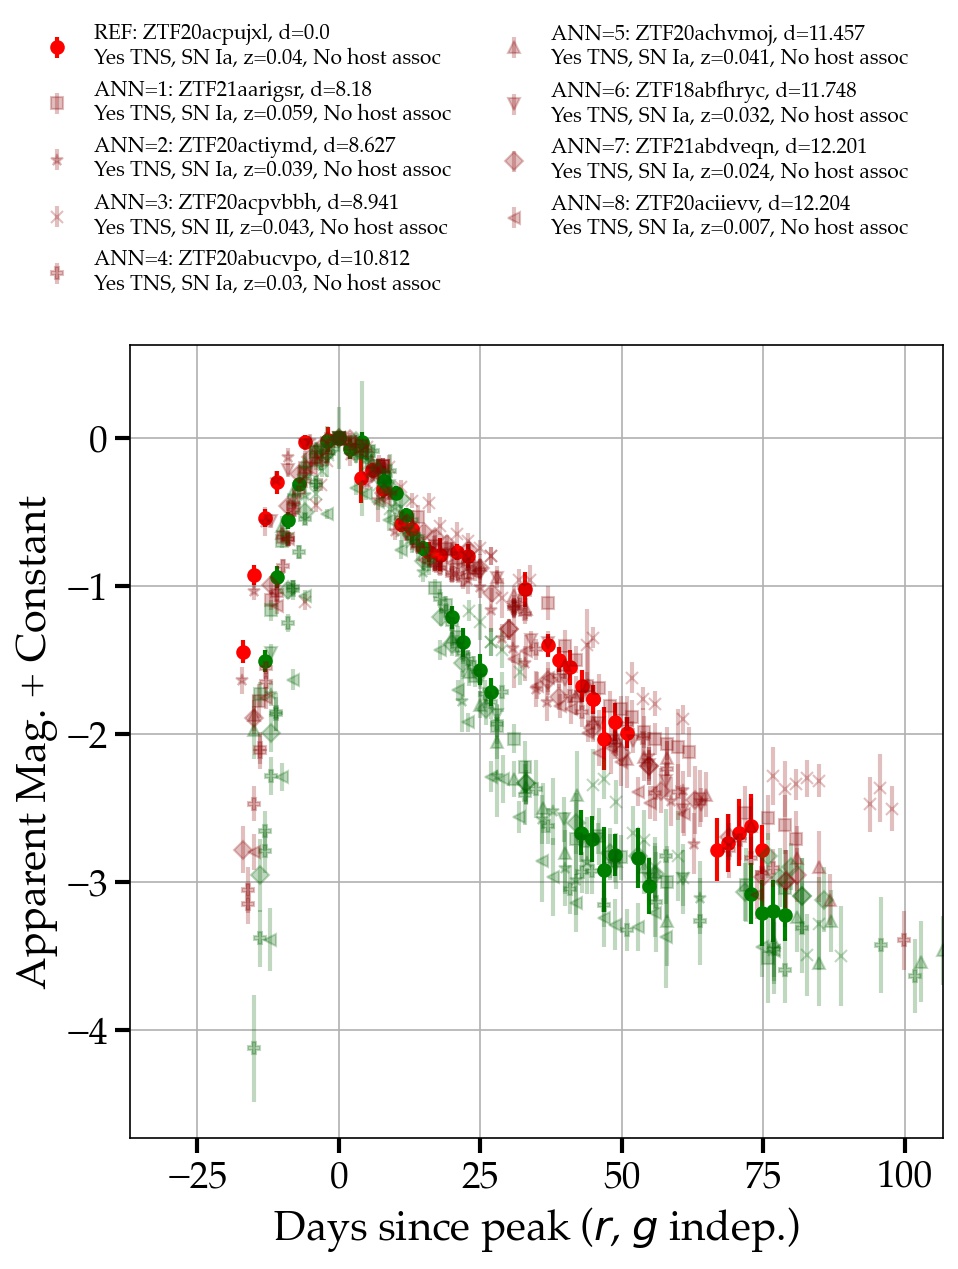 REF: ZTF20acpujxl, d=0.0
Yes TNS, SN Ia, z=0.04, No host assoc
ANN=1: ZTF21aarigsr, d=8.18
Yes TNS, SN Ia, z=0.059, No host assoc
ANN=2: ZTF20actiymd, d=8.627
Yes TNS, SN Ia, z=0.039, No host assoc
ANN=3: ZTF20acpvbbh, d=8.941
Yes TNS, SN II, z=0.043, No host assoc
ANN=4: ZTF20abucvpo, d=10.812
Yes TNS, SN Ia, z=0.03, No host assoc
ANN=5: ZTF20achvmoj, d=11.457
Yes TNS, SN Ia, z=0.041, No host assoc
ANN=6: ZTF18abfhryc, d=11.748
Yes TNS, SN Ia, z=0.032, No host assoc
ANN=7: ZTF21abdveqn, d=12.201
Yes TNS, SN Ia, z=0.024, No host assoc
ANN=8: ZTF20aciievv, d=12.204
Yes TNS, SN Ia, z=0.007, No host assoc
Apparent Mag. + Constant
0
−1
−2
−3
−4
−25 0 25 50 75 100
Days since peak (r, g indep.)